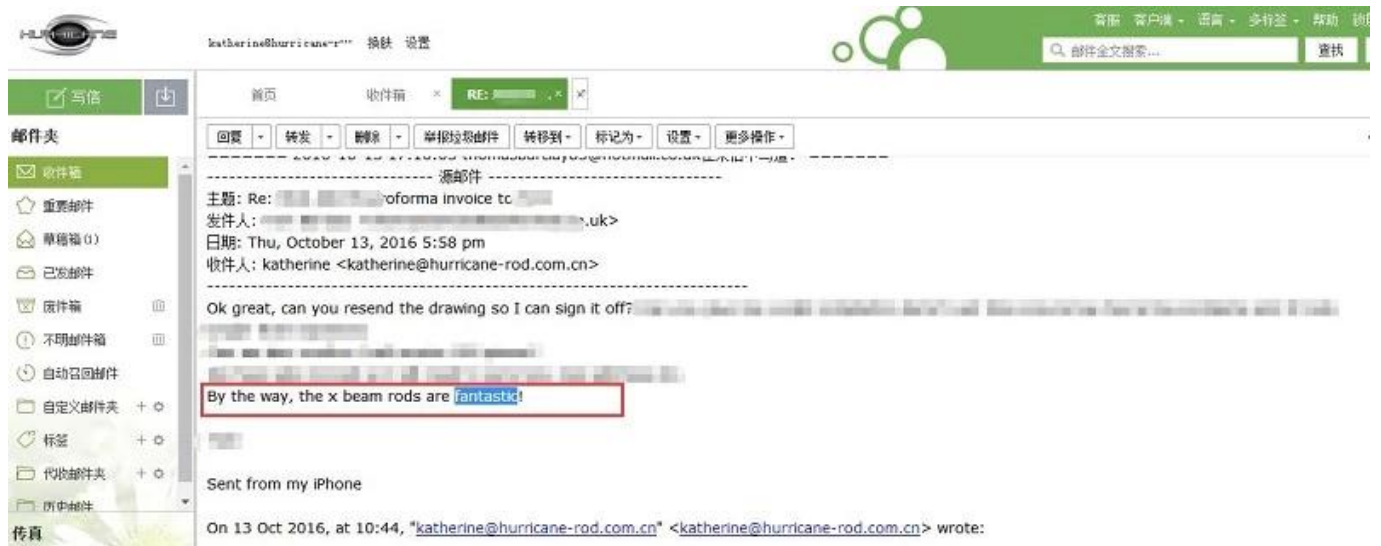 HURRICANE
katherine@hurricane-r··· 换肤 设置
客服 客户端 语言 多标签 帮助
邮件全文搜索... 查找
写信
首页 收件箱 × RE: ×
邮件夹
回复 转发 删除 举报垃圾邮件 转移到 标记为 设置 更多操作
收件箱
重要邮件
草稿箱(1)
已发邮件
废件箱
不明邮件箱
自动召回邮件
自定义邮件夹 +
标签 +
代收邮件夹 +
历史邮件
传真
------------------------------ 源邮件 --------------------------------
主题: Re: roforma invoice to
发件人: .uk>
日期: Thu, October 13, 2016 5:58 pm
收件人: katherine <katherine@hurricane-rod.com.cn>
---------------------------------------------------------------------------
Ok great, can you resend the drawing so I can sign it off?
By the way, the x beam rods are fantastic!
Sent from my iPhone
On 13 Oct 2016, at 10:44, "katherine@hurricane-rod.com.cn" <katherine@hurricane-rod.com.cn> wrote: